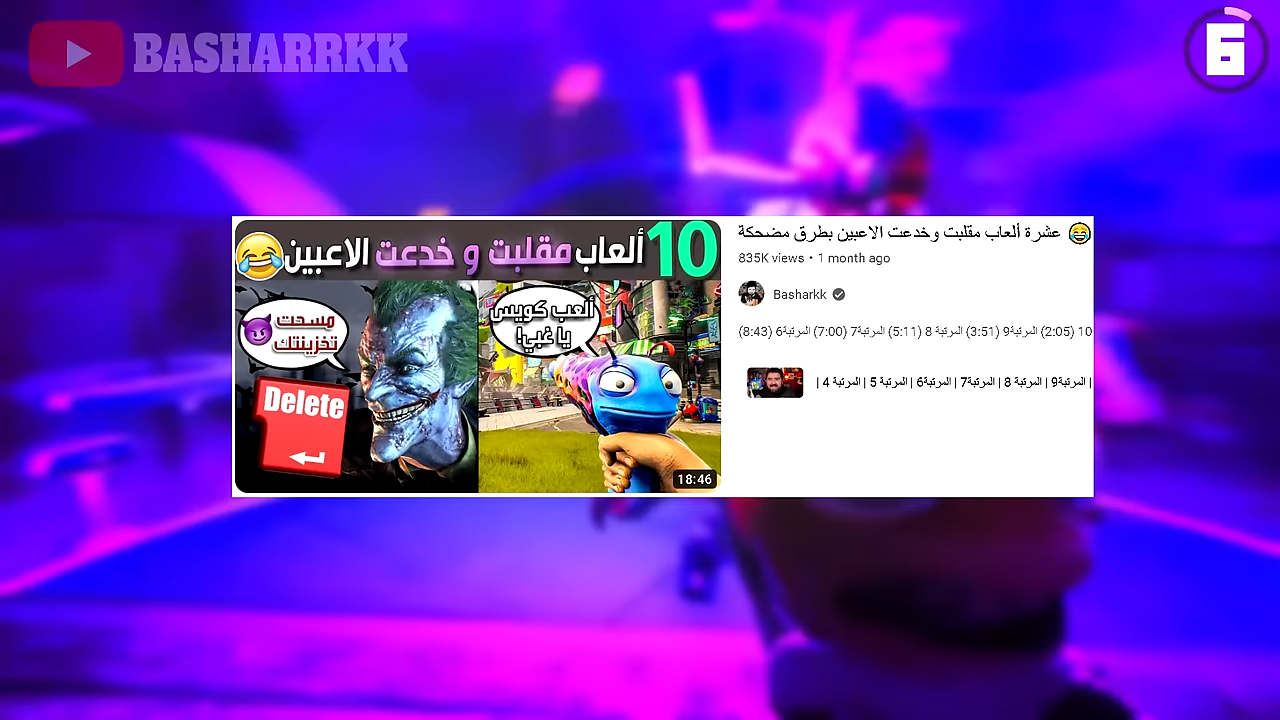 BASHARRKK
6
10 ألعاب مقلبت و خدعت الاعبين
مسحت
تخزينتك
Delete
ألعب كويس
يا غبي!
18:46
عشرة ألعاب مقلبت وخدعت الاعبين بطرق مضحكة 😂
835K views • 1 month ago
Basharkk
10 (2:05) المرتبة9 (3:51) المرتبة 8 (5:11) المرتبة7 (7:00) المرتبة6 (8:43)
| المرتبة9 | المرتبة 8 | المرتبة7 | المرتبة6 | المرتبة 5 | المرتبة 4 |